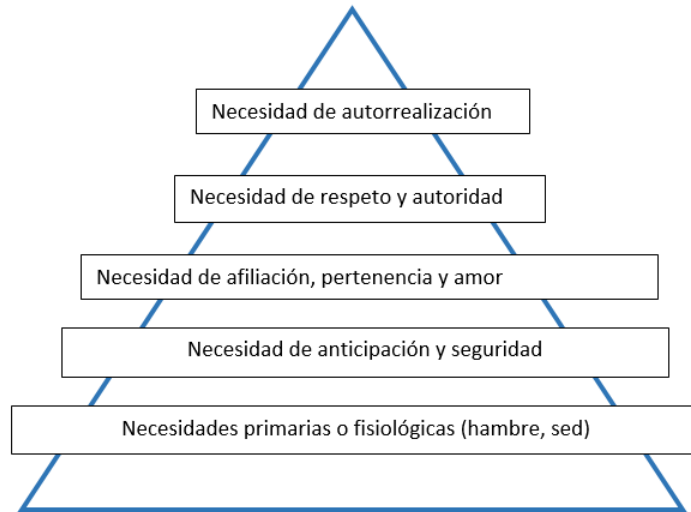 Necesidad de autorrealización
Necesidad de respeto y autoridad
Necesidad de afiliación, pertenencia y amor
Necesidad de anticipación y seguridad
Necesidades primarias o fisiológicas (hambre, sed)